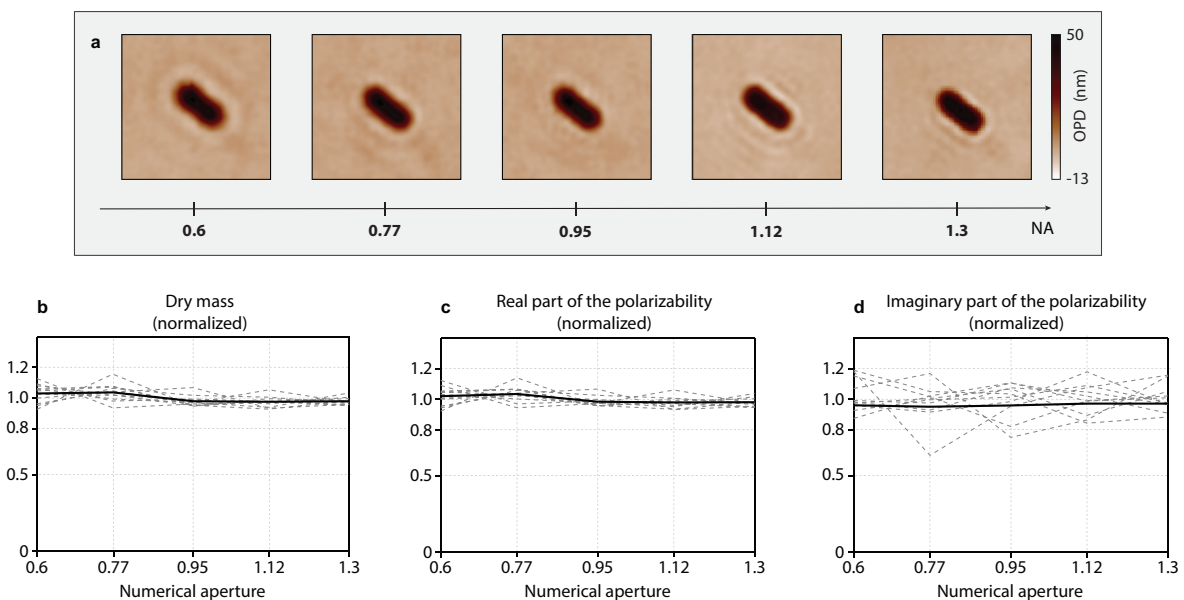 a
50
OPD (nm)
-13
0.6 0.77 0.95 1.12 1.3 NA
b Dry mass
(normalized)
1.2
1.0
0.8
0.5
0
0.6 0.77 0.95 1.12 1.3
Numerical aperture
c Real part of the polarizability
(normalized)
1.2
1.0
0.8
0.5
0
0.6 0.77 0.95 1.12 1.3
Numerical aperture
d Imaginary part of the polarizability
(normalized)
1.2
1.0
0.8
0.5
0
0.6 0.77 0.95 1.12 1.3
Numerical aperture